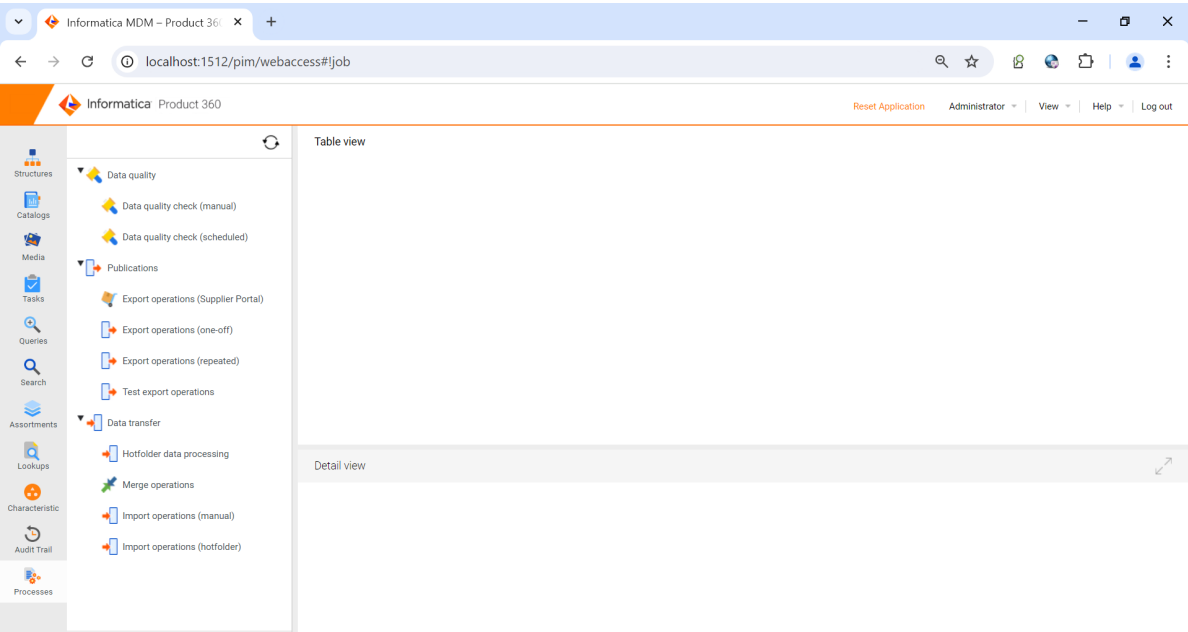 Informatica MDM – Product 36
localhost:1512/pim/webaccess#!job
Informatica Product 360
Reset Application Administrator View Help Log out
Table view
Structures
Catalogs
Media
Tasks
Queries
Search
Assortments
Lookups
Characteristic
Audit Trail
Processes
Data quality
Data quality check (manual)
Data quality check (scheduled)
Publications
Export operations (Supplier Portal)
Export operations (one-off)
Export operations (repeated)
Test export operations
Data transfer
Hotfolder data processing
Merge operations
Import operations (manual)
Import operations (hotfolder)
Detail view